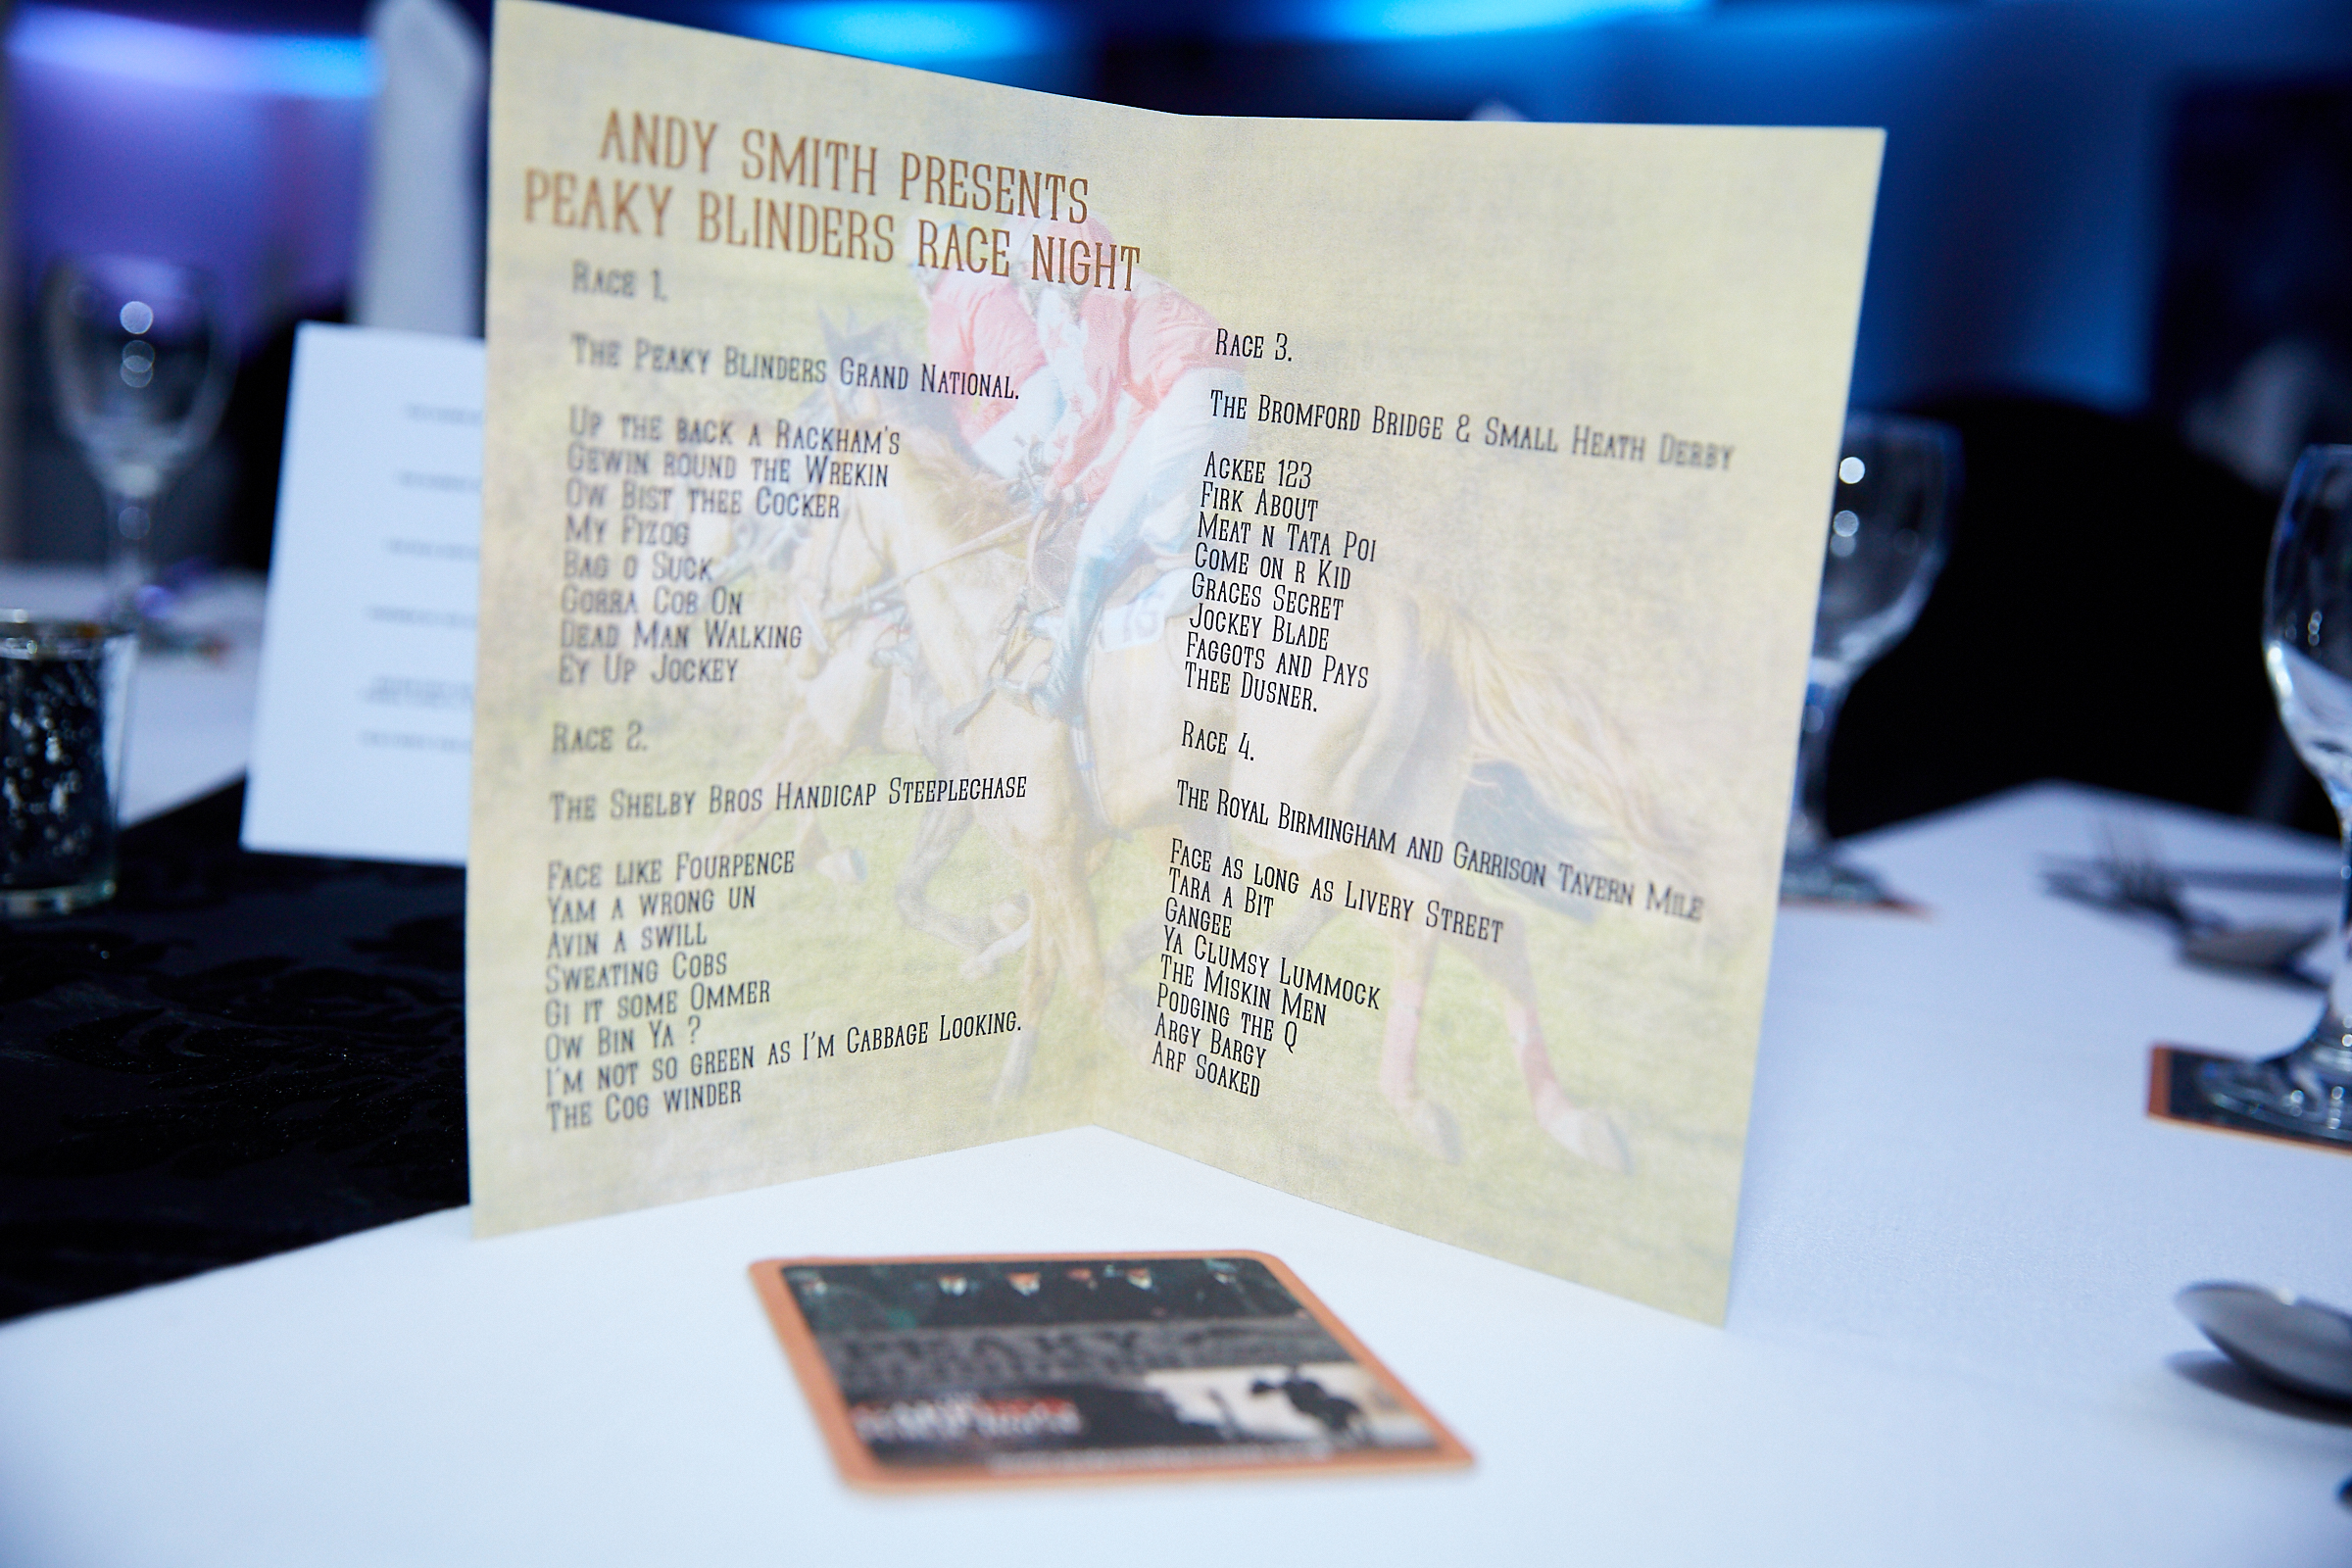 ANDY SMITH PRESENTS
PEAKY BLINDERS RACE NIGHT
RACE 1.
THE PEAKY BLINDERS GRAND NATIONAL.
UP THE BACK A RACKHAM'S
GEWIN ROUND THE WREKIN
OW BIST THEE COCKER
MY FIZOG
BAG O SUCK
GORRA COB ON
DEAD MAN WALKING
EY UP JOCKEY
RACE 2.
THE SHELBY BROS HANDICAP STEEPLECHASE
FACE LIKE FOURPENCE
YAM A WRONG UN
AVIN A SWILL
SWEATING COBS
GI IT SOME OMMER
OW BIN YA ?
I'M NOT SO GREEN AS I'M CABBAGE LOOKING.
THE COG WINDER
RACE 3.
THE BROMFORD BRIDGE & SMALL HEATH DERBY
ACKEE 123
FIRK ABOUT
MEAT N TATA POI
COME ON R KID
GRACES SECRET
JOCKEY BLADE
FAGGOTS AND PAYS
THEE DUSNER.
RACE 4.
THE ROYAL BIRMINGHAM AND GARRISON TAVERN MILE
FACE AS LONG AS LIVERY STREET
TARA A BIT
GANGEE
YA CLUMSY LUMMOCK
THE MISKIN MEN
PODGING THE Q
ARGY BARGY
ARF SOAKED
PEAKY